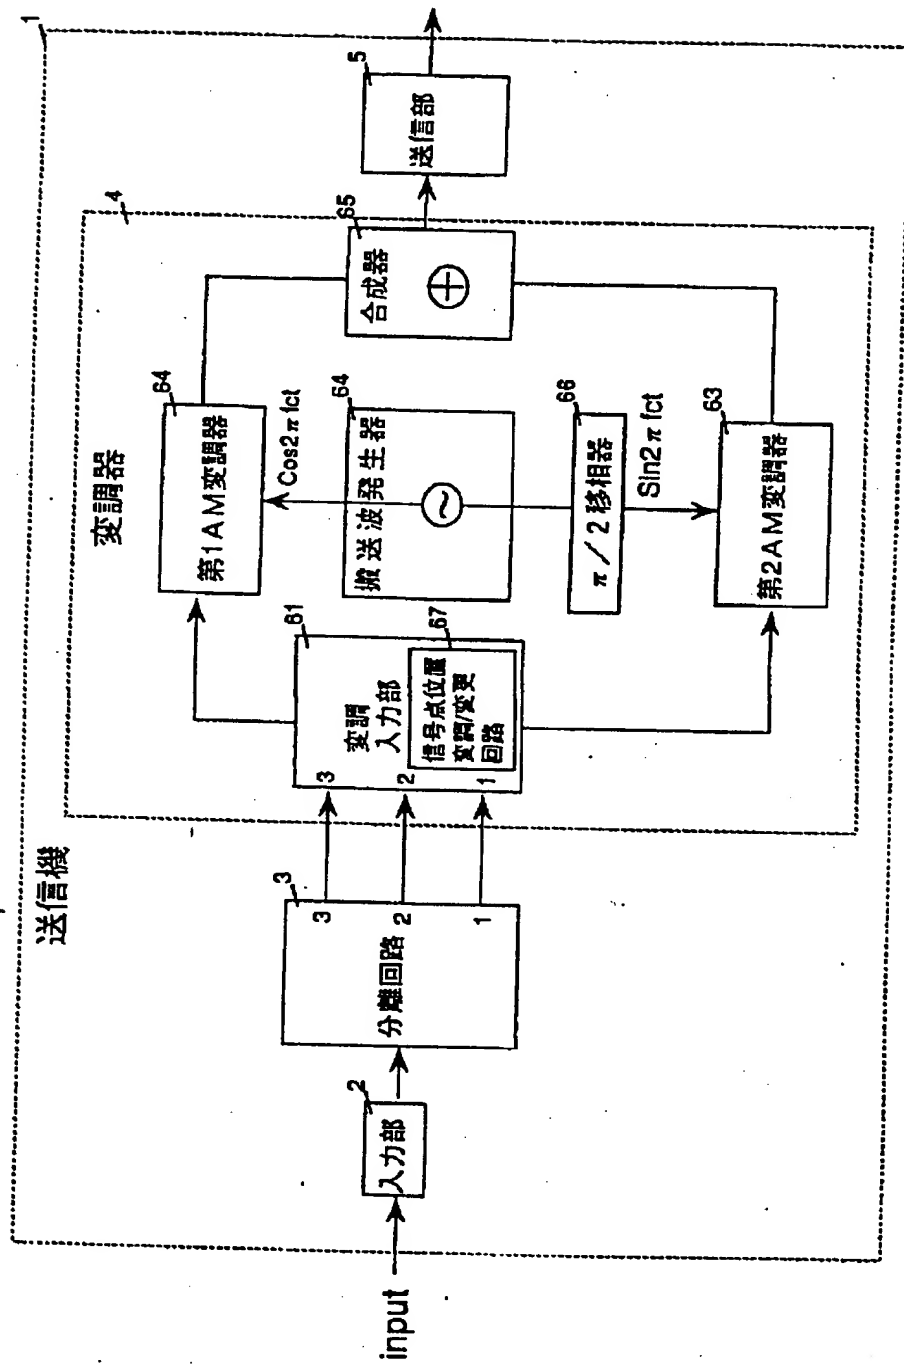 送信機
1
変調器
4
input
入力部
2
分離回路
3
3
2
1
変調
入力部
61
3
2
1
信号点位置
変調/変更
回路
67
第1AM変調器
64
Cos2πfct
搬送波発生器
64
π/2移相器
66
Sin2πfct
第2AM変調器
63
合成器
65
送信部
5